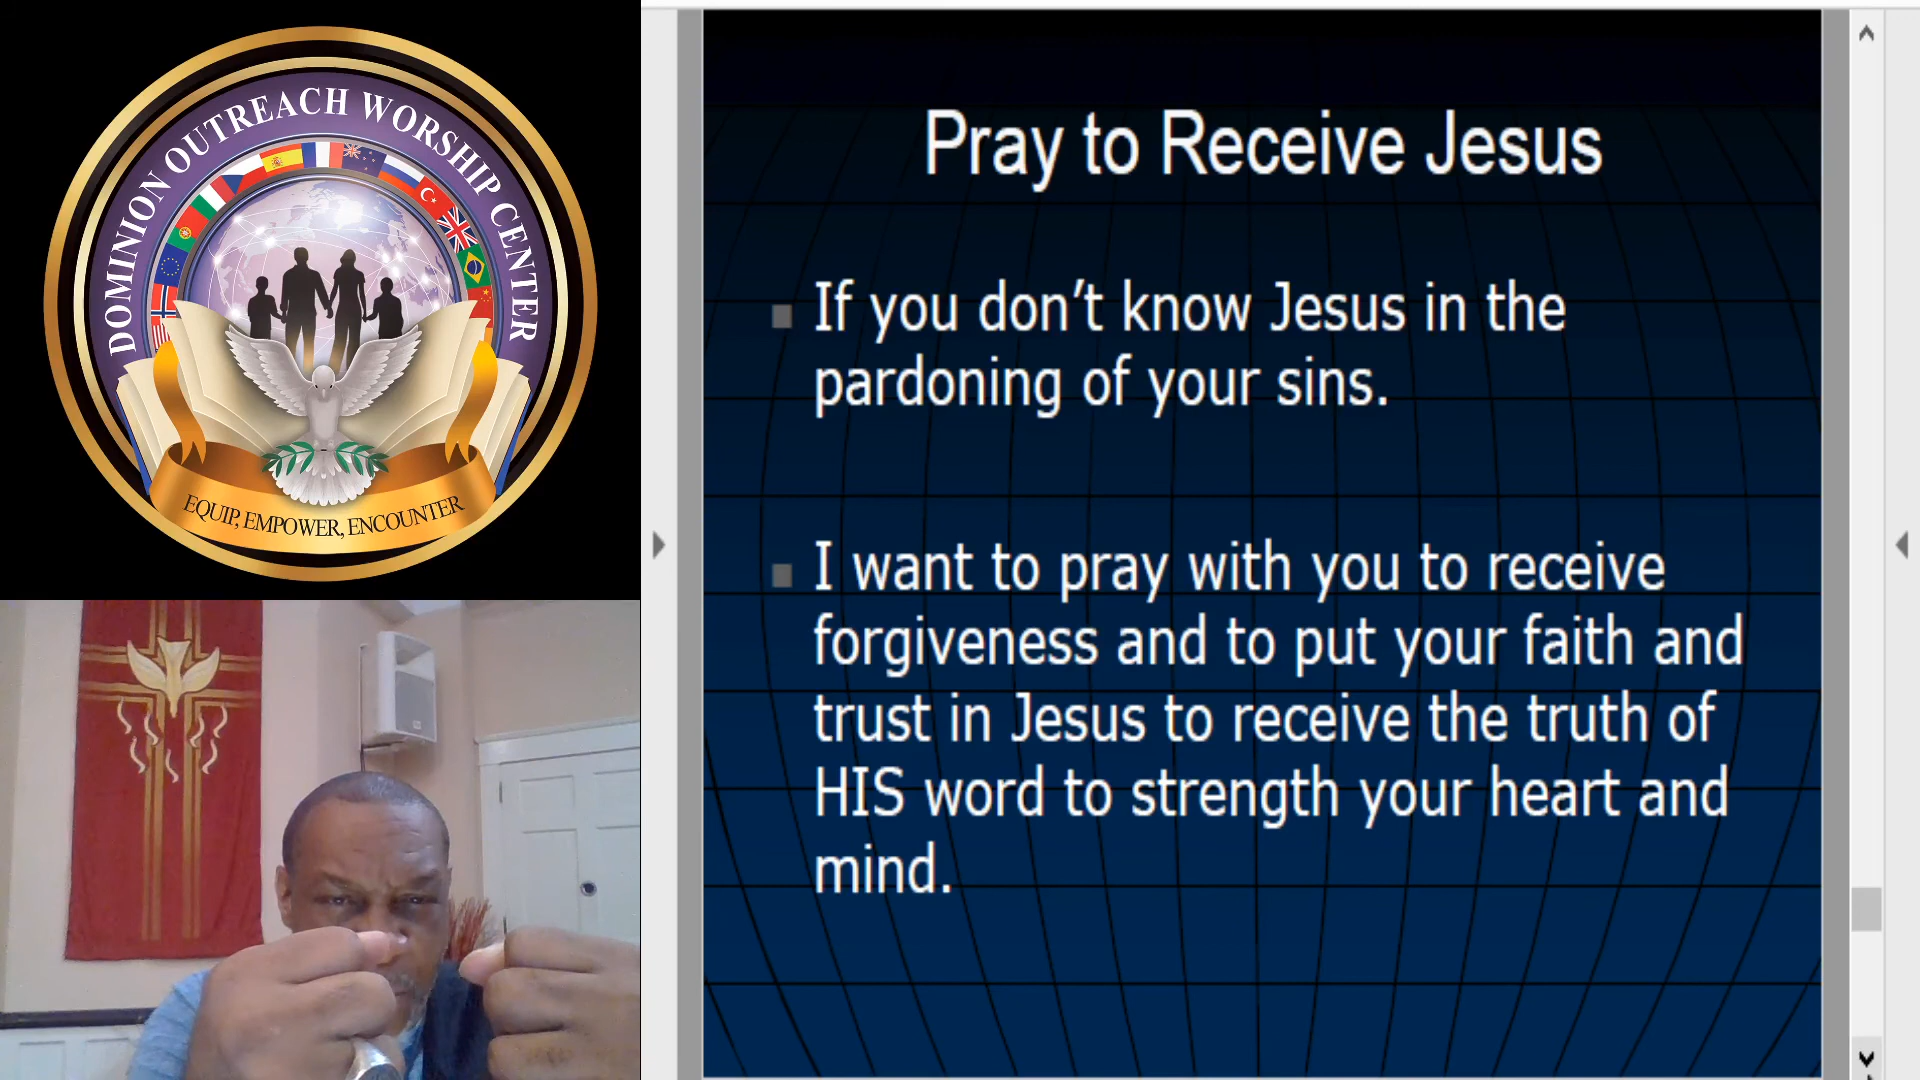 DOMINION OUTREACH WORSHIP CENTER
EQUIP, EMPOWER, ENCOUNTER
Pray to Receive Jesus
If you don't know Jesus in the
pardoning of your sins.
I want to pray with you to receive
forgiveness and to put your faith and
trust in Jesus to receive the truth of
HIS word to strength your heart and
mind.